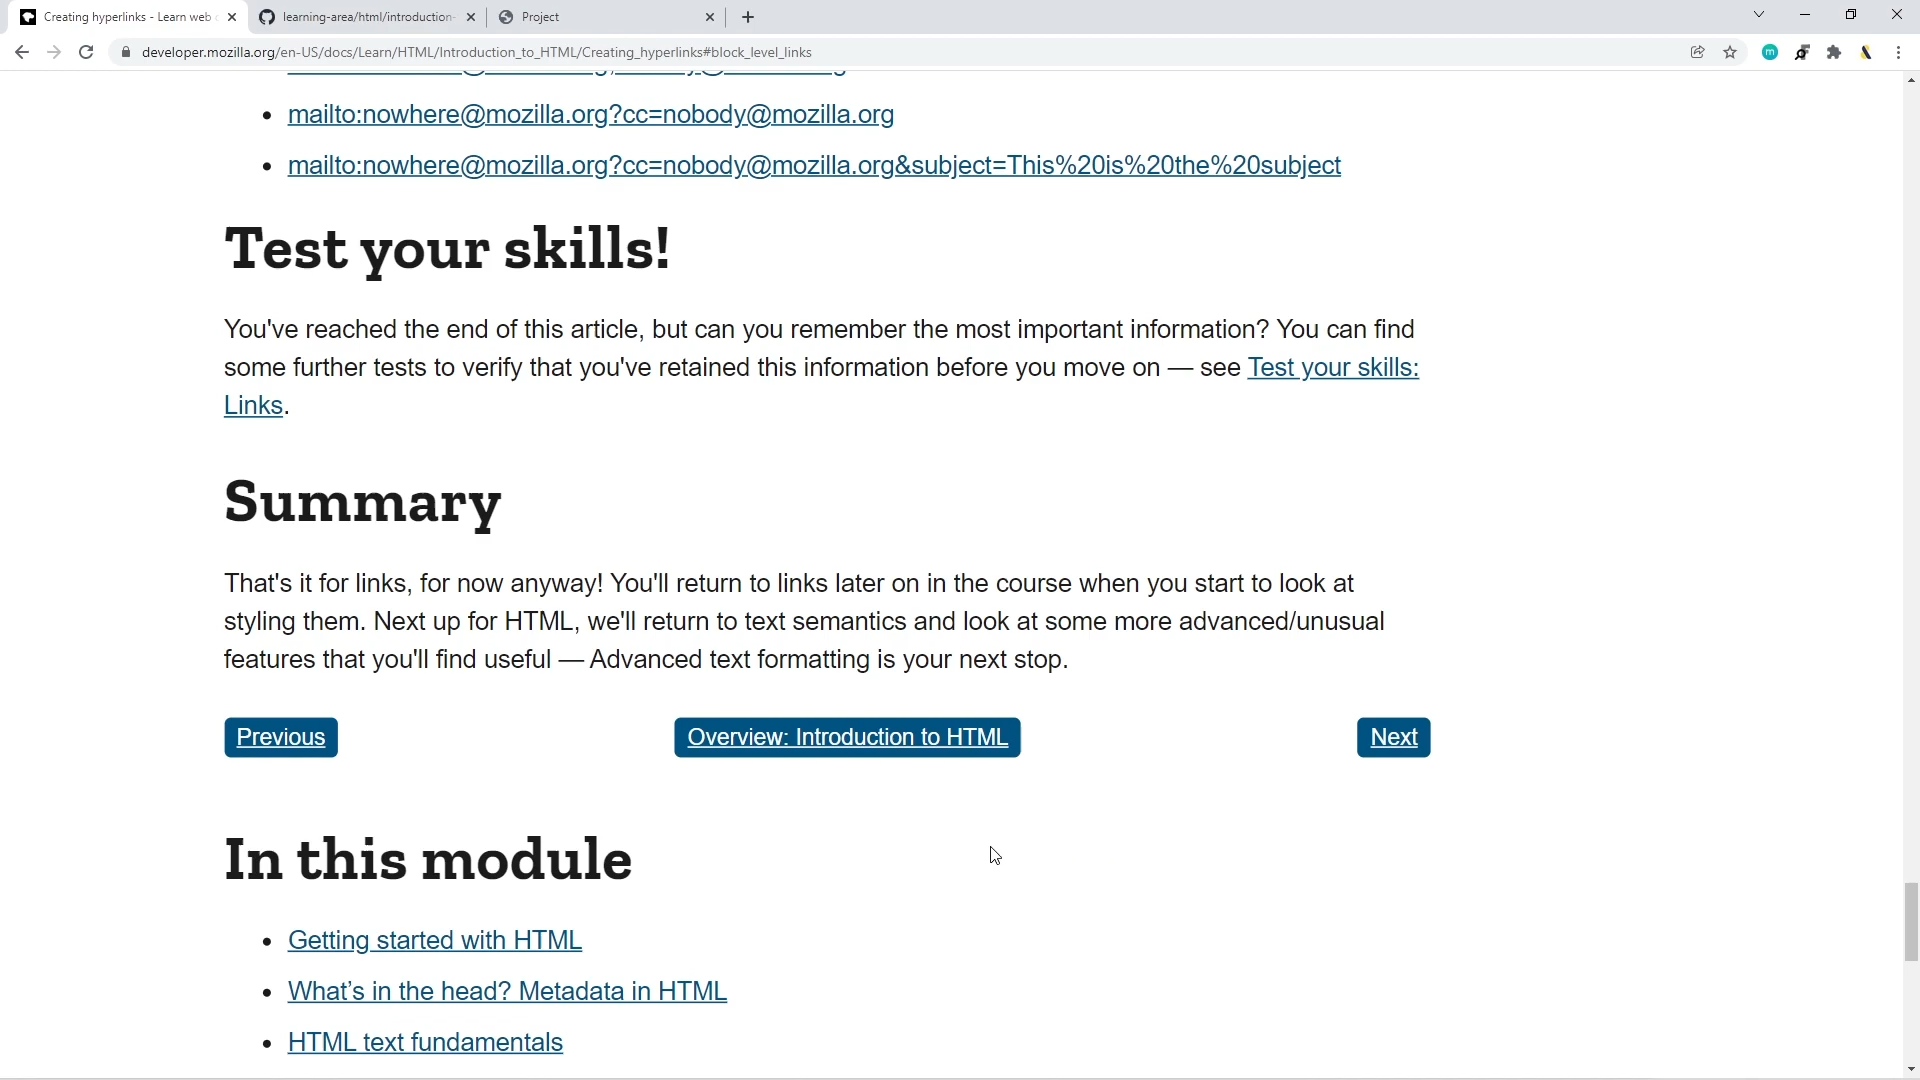 Creating hyperlinks - Learn web
learning-area/html/introduction-
Project
developer.mozilla.org/en-US/docs/Learn/HTML/Introduction_to_HTML/Creating_hyperlinks#block_level_links
m
mailto:nowhere@mozilla.org?cc=nobody@mozilla.org
mailto:nowhere@mozilla.org?cc=nobody@mozilla.org&subject=This%20is%20the%20subject
Test your skills!
You've reached the end of this article, but can you remember the most important information? You can find
some further tests to verify that you've retained this information before you move on — see Test your skills:
Links.
Summary
That's it for links, for now anyway! You'll return to links later on in the course when you start to look at
styling them. Next up for HTML, we'll return to text semantics and look at some more advanced/unusual
features that you'll find useful — Advanced text formatting is your next stop.
Previous
Overview: Introduction to HTML
Next
In this module
Getting started with HTML
What’s in the head? Metadata in HTML
HTML text fundamentals